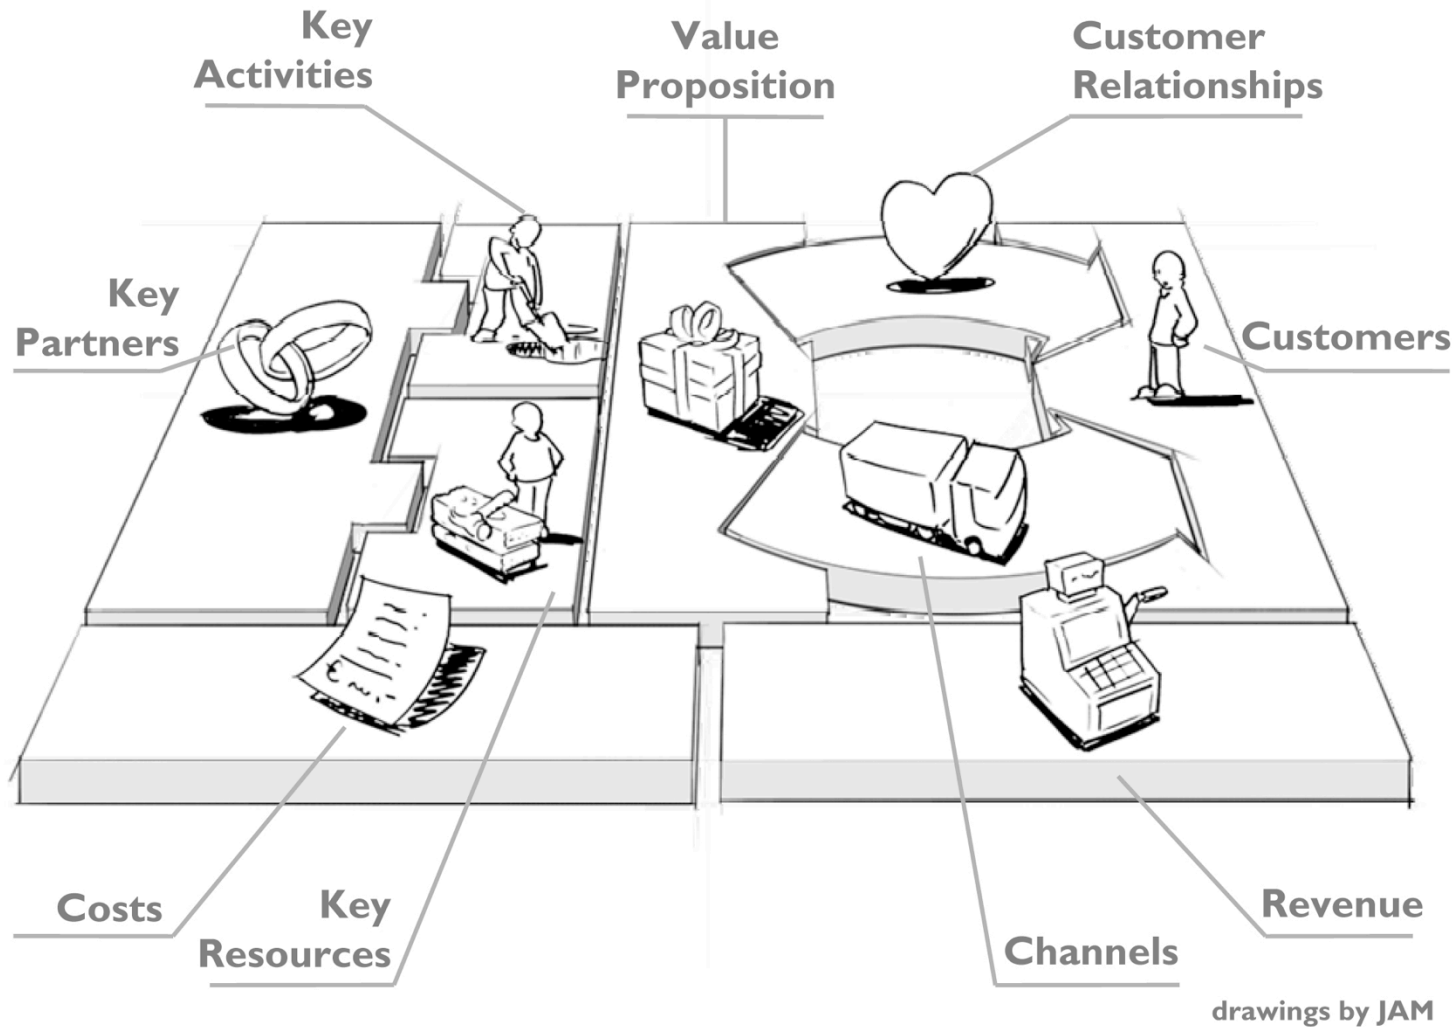 Key
Activities
Value
Proposition
Customer
Relationships
Key
Partners
Customers
Costs
Key
Resources
Channels
Revenue
drawings by JAM